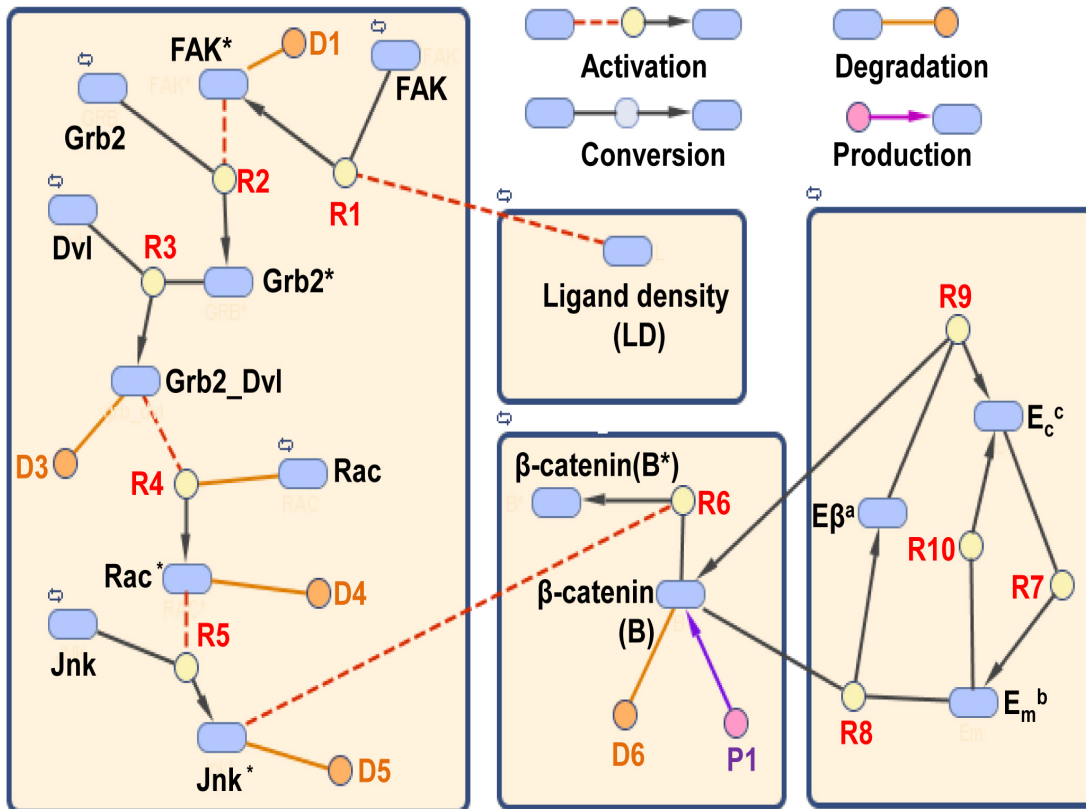 FAK*
D1
FAK
Grb2
R2
R1
Dvl
R3
Grb2*
Grb2_Dvl
D3
R4
Rac
Rac*
D4
R5
Jnk
Jnk*
D5
Activation
Degradation
Conversion
Production
Ligand density
(LD)
β-catenin(B*)
R6
β-catenin
(B)
D6
P1
R9
E_c^c
Eβ^a
R10
R7
E_m^b
R8